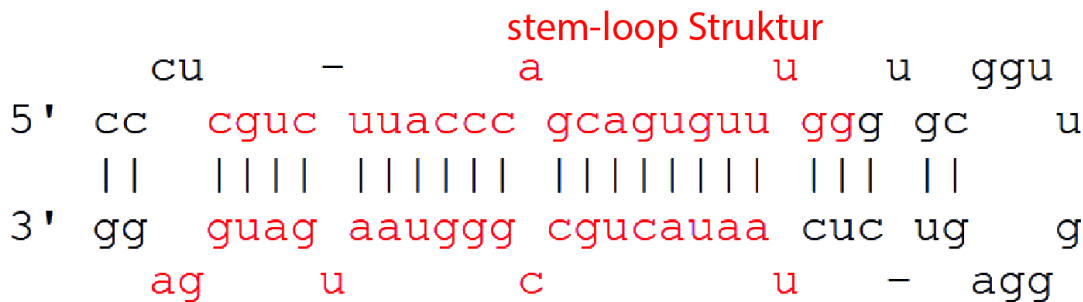 stem-loop Struktur
cu - a u u ggu
5' cc cguc uuaccc gcaguguu ggg gc u
|| |||| |||||| |||||||| ||| ||
3' gg guag aauggg cgucauaa cuc ug g
ag u c u - agg